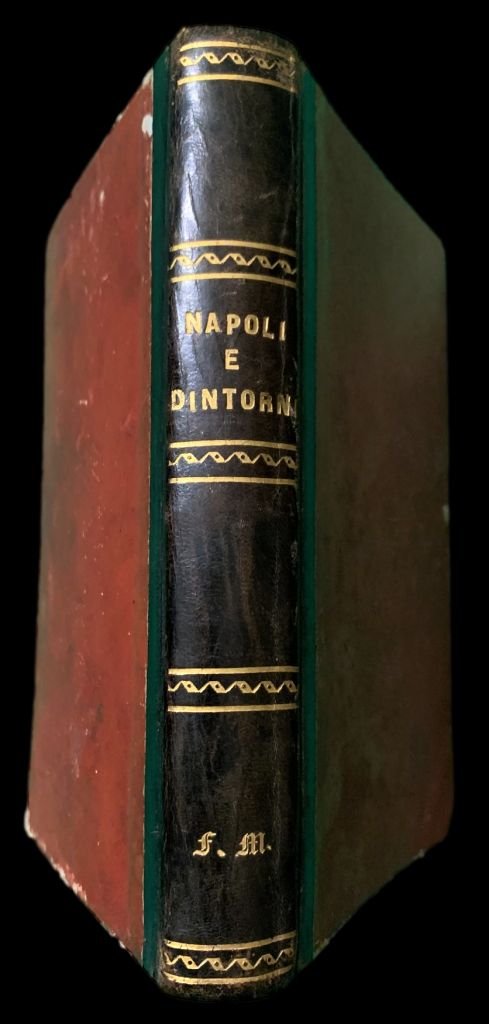 NAPOLI
E
DINTORNI
F. M.